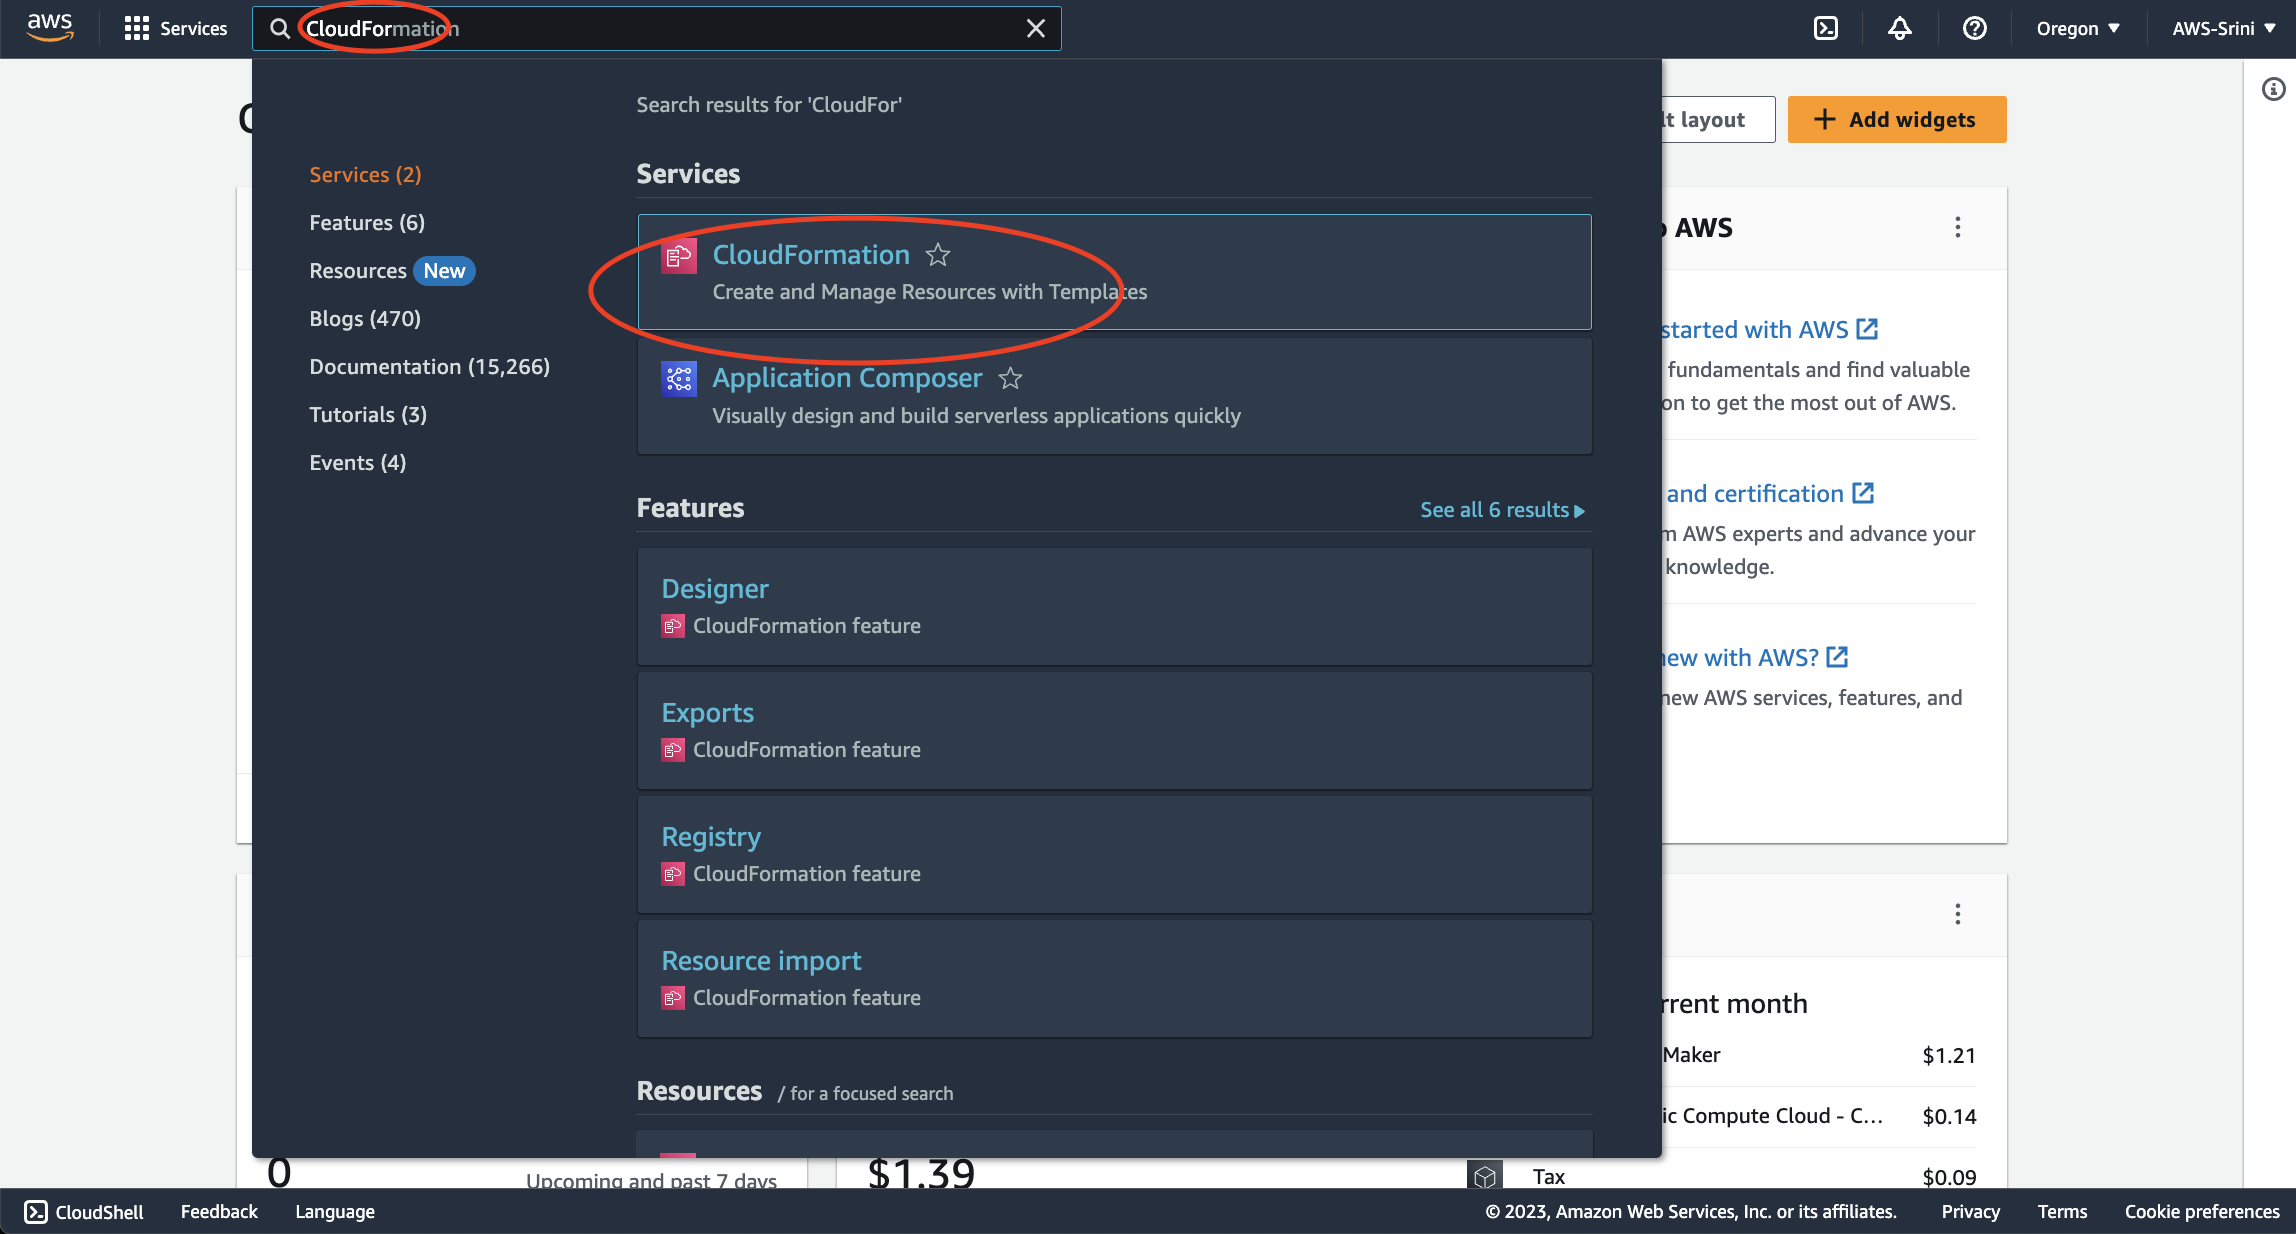 aws
Services
CloudFormation
Oregon
AWS-Srini
Search results for 'CloudFor'
lt layout
Add widgets
Services (2)
Features (6)
Resources New
Blogs (470)
Documentation (15,266)
Tutorials (3)
Events (4)
Services
CloudFormation
Create and Manage Resources with Templates
Application Composer
Visually design and build serverless applications quickly
Features
See all 6 results
Designer
CloudFormation feature
Exports
CloudFormation feature
Registry
CloudFormation feature
Resource import
CloudFormation feature
Resources / for a focused search
o AWS
started with AWS
fundamentals and find valuable
on to get the most out of AWS.
and certification
m AWS experts and advance your
knowledge.
new with AWS?
new AWS services, features, and
rrent month
Maker $1.21
ic Compute Cloud - C... $0.14
Tax $0.09
0
Upcoming and past 7 days
$1.39
CloudShell
Feedback
Language
© 2023, Amazon Web Services, Inc. or its affiliates.
Privacy
Terms
Cookie preferences